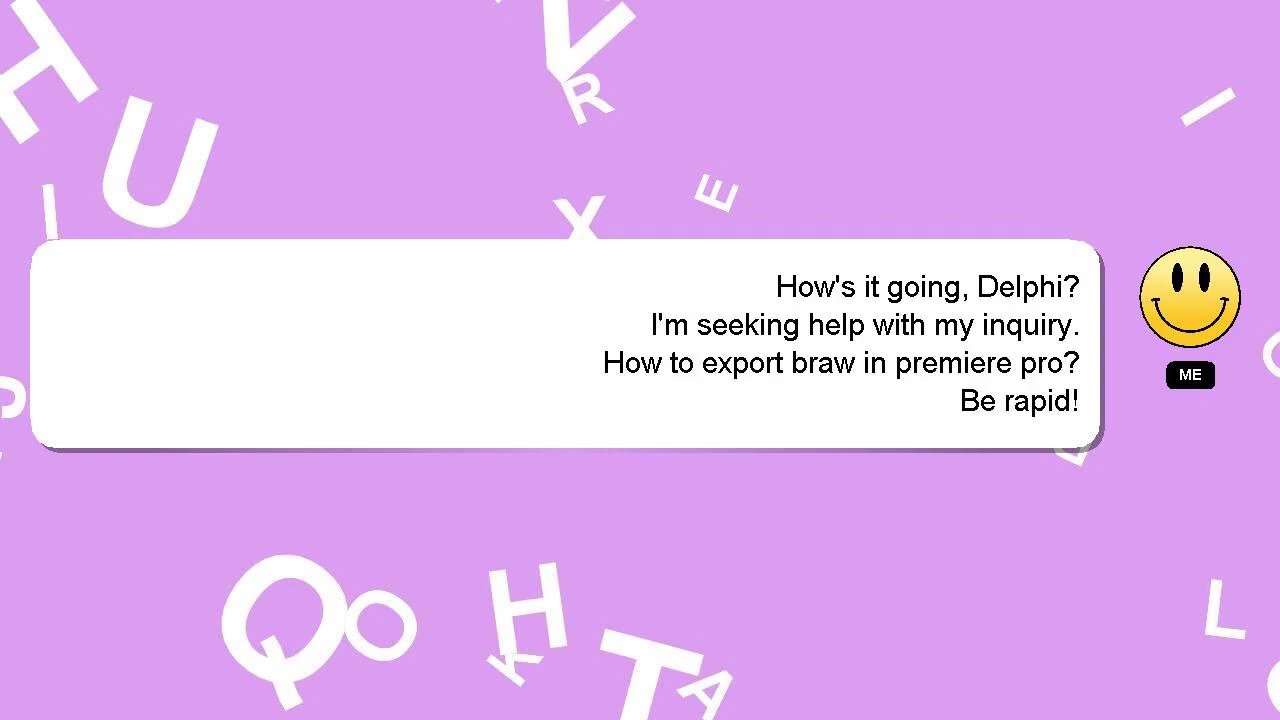 How's it going, Delphi?
I'm seeking help with my inquiry.
How to export braw in premiere pro?
Be rapid!
ME
H
U
I
V
R
E
X
I
Q
O
H
K
T
A
L